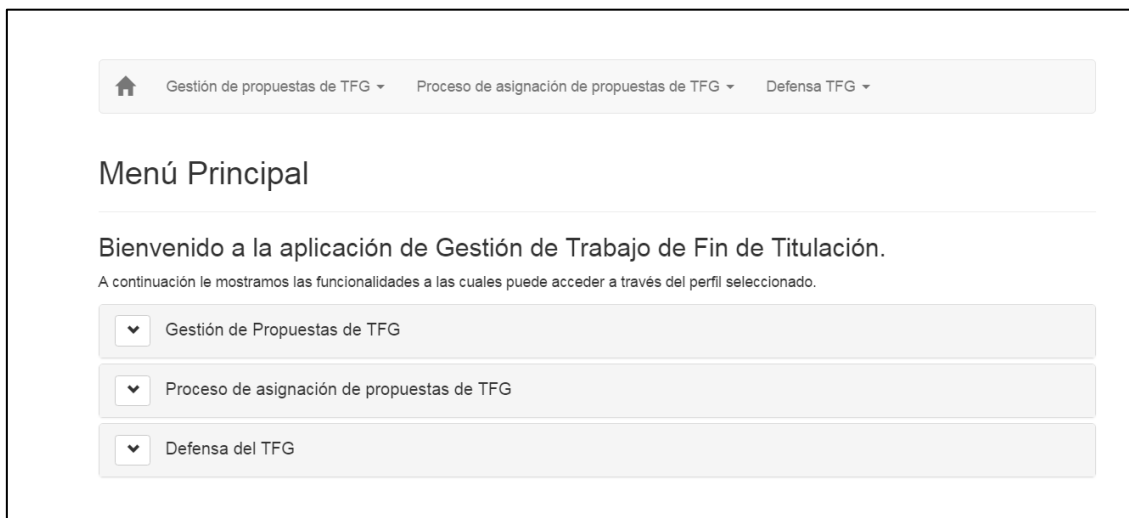 Gestión de propuestas de TFG Proceso de asignación de propuestas de TFG Defensa TFG
Menú Principal
Bienvenido a la aplicación de Gestión de Trabajo de Fin de Titulación.
A continuación le mostramos las funcionalidades a las cuales puede acceder a través del perfil seleccionado.
Gestión de Propuestas de TFG
Proceso de asignación de propuestas de TFG
Defensa del TFG